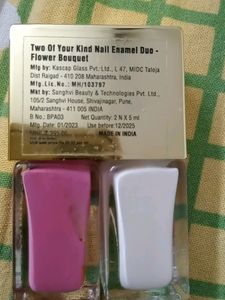 Two Of Your Kind Nail Enamel Duo -
Flower Bouquet
Mfg by: Kascap Glass Pvt. Ltd., L 47, MIDC Taloja
Dist Raigad - 410 208 Maharashtra, India
Mfg.Lic.No.: MH/103797
Mkt by: Sanghvi Beauty & Technologies Pvt. Ltd.
105/2 Sanghvi House, Shivajinagar, Pune,
Maharashtra - 411 005 INDIA
B No.: BPA03 Net Quantity: 2 N X 5 ml
Mfg Date: 01/2023 Use before:12/2025
MADE IN INDIA